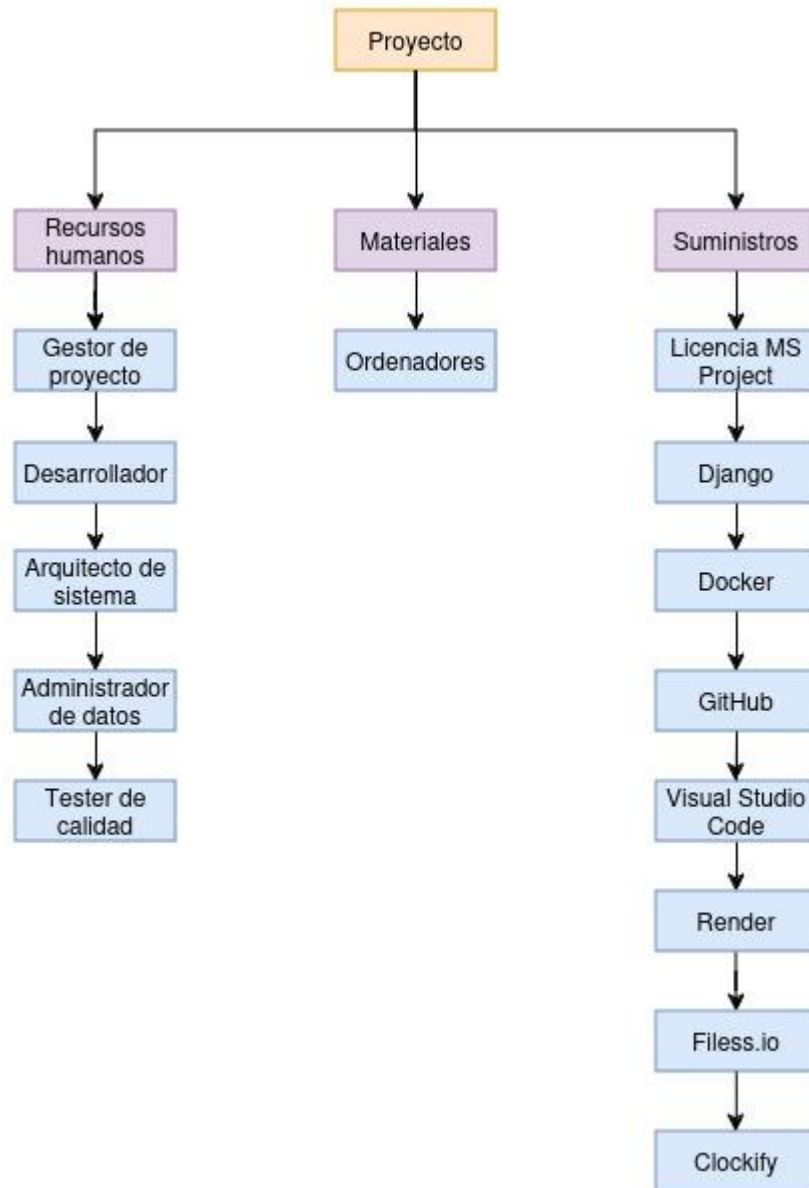 Proyecto
Recursos
humanos
Materiales
Suministros
Gestor de
proyecto
Ordenadores
Licencia MS
Project
Desarrollador
Django
Arquitecto de
sistema
Docker
Administrador
de datos
GitHub
Tester de
calidad
Visual Studio
Code
Render
Filess.io
Clockify